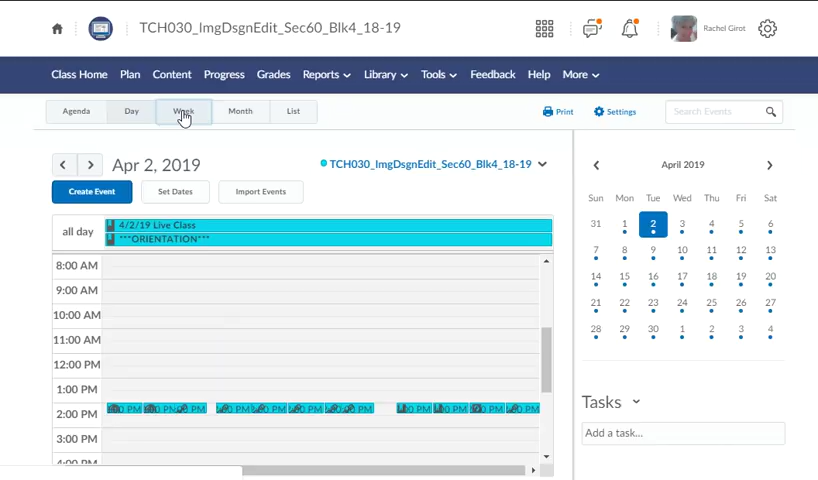 TCH030_ImgDsgnEdit_Sec60_Blk4_18-19
Rachel Girot
Class Home Plan Content Progress Grades Reports Library Tools Feedback Help More
Agenda Day Week Month List
Print Settings Search Events
Apr 2, 2019
TCH030_ImgDsgnEdit_Sec60_Blk4_18-19
Create Event Set Dates Import Events
all day
4/2/19 Live Class
***ORIENTATION***
8:00 AM
9:00 AM
10:00 AM
11:00 AM
12:00 PM
1:00 PM
2:00 PM
3:00 PM
4:00 PM
April 2019
Sun Mon Tue Wed Thu Fri Sat
31 1 2 3 4 5 6
7 8 9 10 11 12 13
14 15 16 17 18 19 20
21 22 23 24 25 26 27
28 29 30 1 2 3 4
Tasks
Add a task...